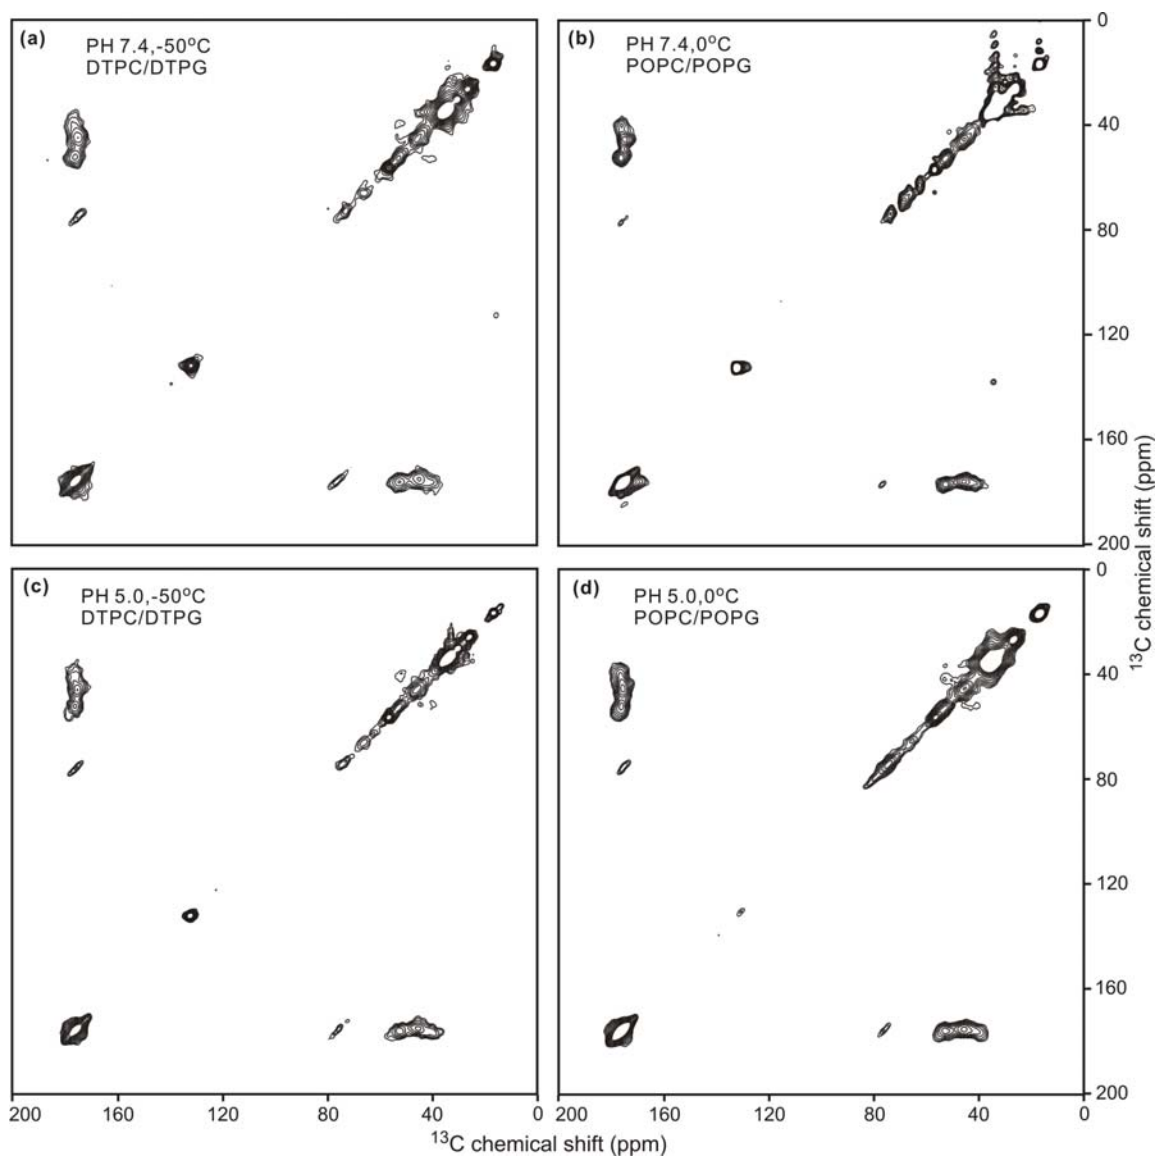 (a)
PH 7.4,-50°C
DTPC/DTPG
(b)
PH 7.4,0°C
POPC/POPG
0
40
80
120
160
200
(c)
PH 5.0,-50°C
DTPC/DTPG
(d)
PH 5.0,0°C
POPC/POPG
0
40
80
120
160
200
¹³C chemical shift (ppm)
200 160 120 80 40 0
200 160 120 80 40 0
¹³C chemical shift (ppm)